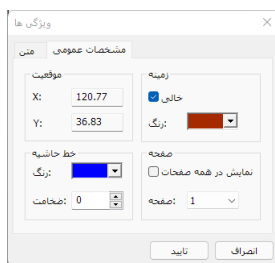 ویژگی ها
مشخصات عمومی
متن
زمینه
خالی
رنگ:
موقعیت
X: 120.77
Y: 36.83
صفحه
نمایش در همه صفحات
صفحه: 1
خط حاشیه
رنگ:
ضخامت: 0
انصراف
تایید